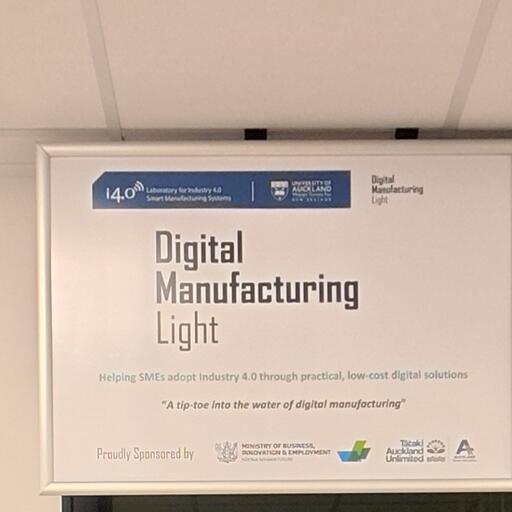 i4.0
Laboratory for Industry 4.0
Smart Manufacturing Systems
UNIVERSITY OF
AUCKLAND
NEW ZEALAND
Digital
Manufacturing
Light
Digital
Manufacturing
Light
Helping SMEs adopt Industry 4.0 through practical, low-cost digital solutions
"A tip-toe into the water of digital manufacturing"
Proudly Sponsored by
MINISTRY OF BUSINESS,
INNOVATION & EMPLOYMENT
Tātaki
Auckland
Unlimited